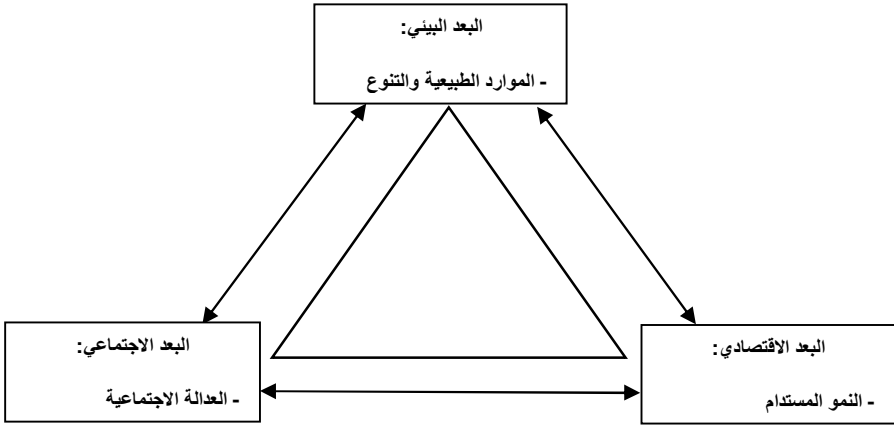 البعد البيئي:
- الموارد الطبيعية والتنوع
البعد الاقتصادي:
- النمو المستدام
البعد الاجتماعي:
- العدالة الاجتماعية